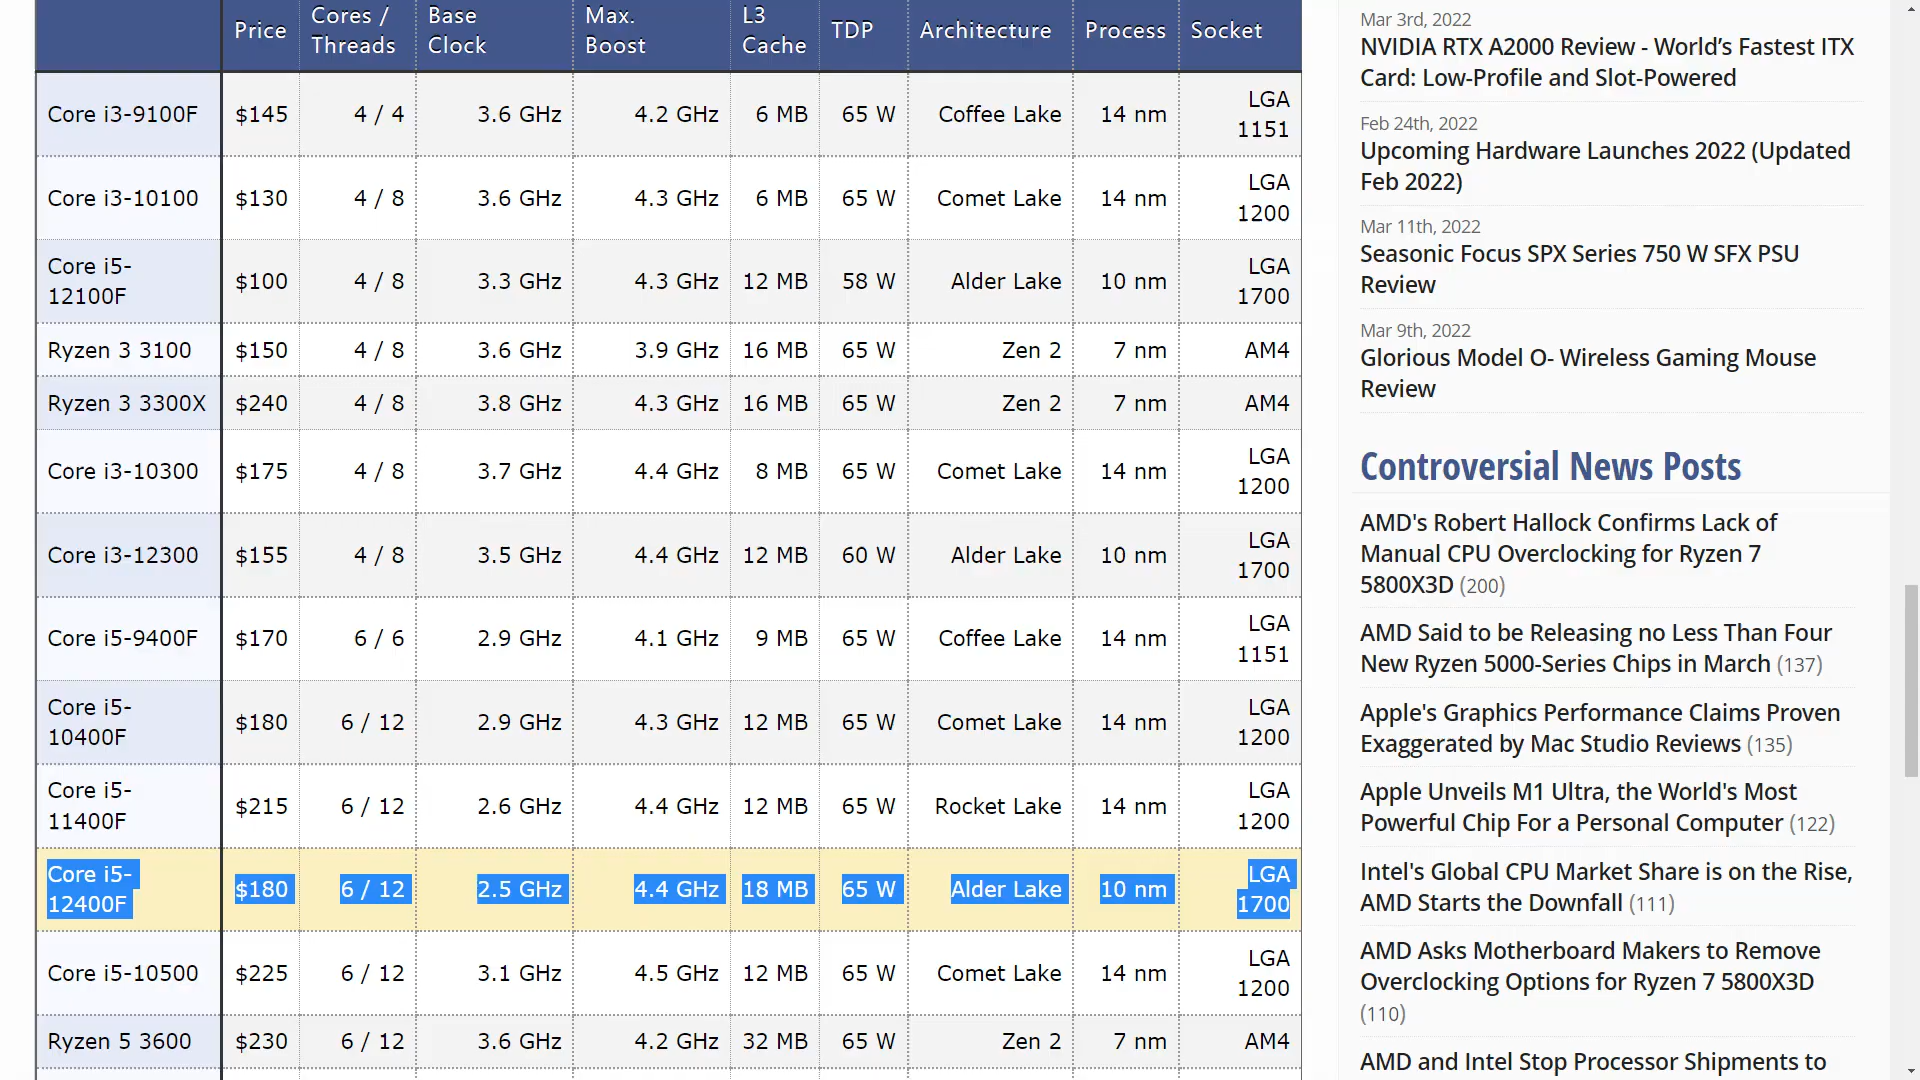 Price
Cores /
Threads
Base
Clock
Max.
Boost
L3
Cache
TDP
Architecture
Process
Socket
Core i3-9100F $145 4 / 4 3.6 GHz 4.2 GHz 6 MB 65 W Coffee Lake 14 nm LGA
1151
Core i3-10100 $130 4 / 8 3.6 GHz 4.3 GHz 6 MB 65 W Comet Lake 14 nm LGA
1200
Core i5-
12100F $100 4 / 8 3.3 GHz 4.3 GHz 12 MB 58 W Alder Lake 10 nm LGA
1700
Ryzen 3 3100 $150 4 / 8 3.6 GHz 3.9 GHz 16 MB 65 W Zen 2 7 nm AM4
Ryzen 3 3300X $240 4 / 8 3.8 GHz 4.3 GHz 16 MB 65 W Zen 2 7 nm AM4
Core i3-10300 $175 4 / 8 3.7 GHz 4.4 GHz 8 MB 65 W Comet Lake 14 nm LGA
1200
Core i3-12300 $155 4 / 8 3.5 GHz 4.4 GHz 12 MB 60 W Alder Lake 10 nm LGA
1700
Core i5-9400F $170 6 / 6 2.9 GHz 4.1 GHz 9 MB 65 W Coffee Lake 14 nm LGA
1151
Core i5-
10400F $180 6 / 12 2.9 GHz 4.3 GHz 12 MB 65 W Comet Lake 14 nm LGA
1200
Core i5-
11400F $215 6 / 12 2.6 GHz 4.4 GHz 12 MB 65 W Rocket Lake 14 nm LGA
1200
Core i5-
12400F $180 6 / 12 2.5 GHz 4.4 GHz 18 MB 65 W Alder Lake 10 nm LGA
1700
Core i5-10500 $225 6 / 12 3.1 GHz 4.5 GHz 12 MB 65 W Comet Lake 14 nm LGA
1200
Ryzen 5 3600 $230 6 / 12 3.6 GHz 4.2 GHz 32 MB 65 W Zen 2 7 nm AM4
Mar 3rd, 2022
NVIDIA RTX A2000 Review - World’s Fastest ITX
Card: Low-Profile and Slot-Powered
Feb 24th, 2022
Upcoming Hardware Launches 2022 (Updated
Feb 2022)
Mar 11th, 2022
Seasonic Focus SPX Series 750 W SFX PSU
Review
Mar 9th, 2022
Glorious Model O- Wireless Gaming Mouse
Review
Controversial News Posts
AMD's Robert Hallock Confirms Lack of
Manual CPU Overclocking for Ryzen 7
5800X3D (200)
AMD Said to be Releasing no Less Than Four
New Ryzen 5000-Series Chips in March (137)
Apple's Graphics Performance Claims Proven
Exaggerated by Mac Studio Reviews (135)
Apple Unveils M1 Ultra, the World's Most
Powerful Chip For a Personal Computer (122)
Intel's Global CPU Market Share is on the Rise,
AMD Starts the Downfall (111)
AMD Asks Motherboard Makers to Remove
Overclocking Options for Ryzen 7 5800X3D
(110)
AMD and Intel Stop Processor Shipments to